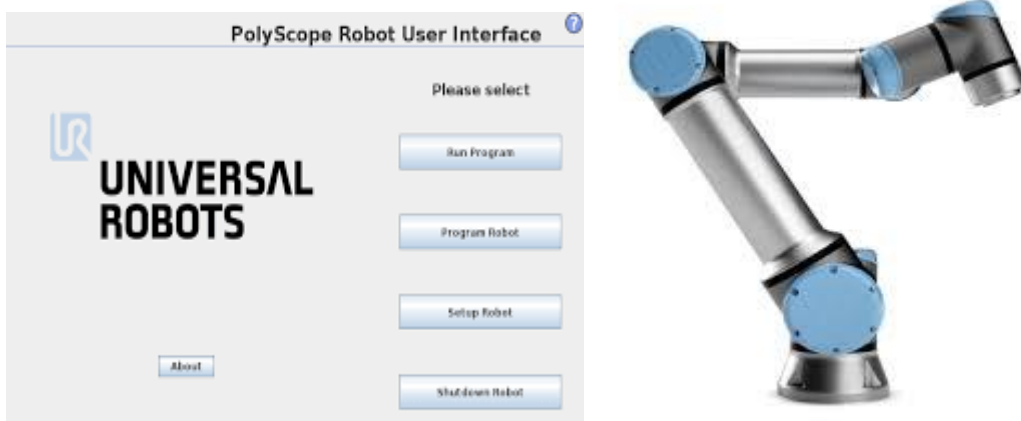 PolyScope Robot User Interface
?
Please select
UR
UNIVERSAL
ROBOTS
Run Program
Program Robot
Setup Robot
About
Shutdown Robot